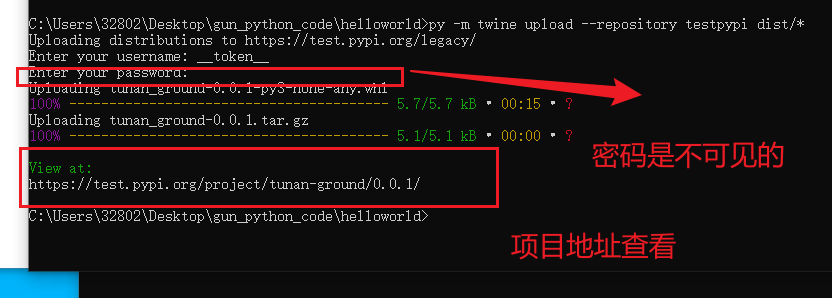 C:\Users\32802\Desktop\gun_python_code\helloworld>py -m twine upload --repository testpypi dist/*
Uploading distributions to https://test.pypi.org/legacy/
Enter your username: __token__
Enter your password:
Uploading tunan_ground-0.0.1-py3-none-any.whl
100% ---------------------------------------- 5.7/5.7 kB • 00:15 • ?
Uploading tunan_ground-0.0.1.tar.gz
100% ---------------------------------------- 5.1/5.1 kB • 00:00 • ?
密码是不可见的
View at:
https://test.pypi.org/project/tunan-ground/0.0.1/
C:\Users\32802\Desktop\gun_python_code\helloworld>
项目地址查看